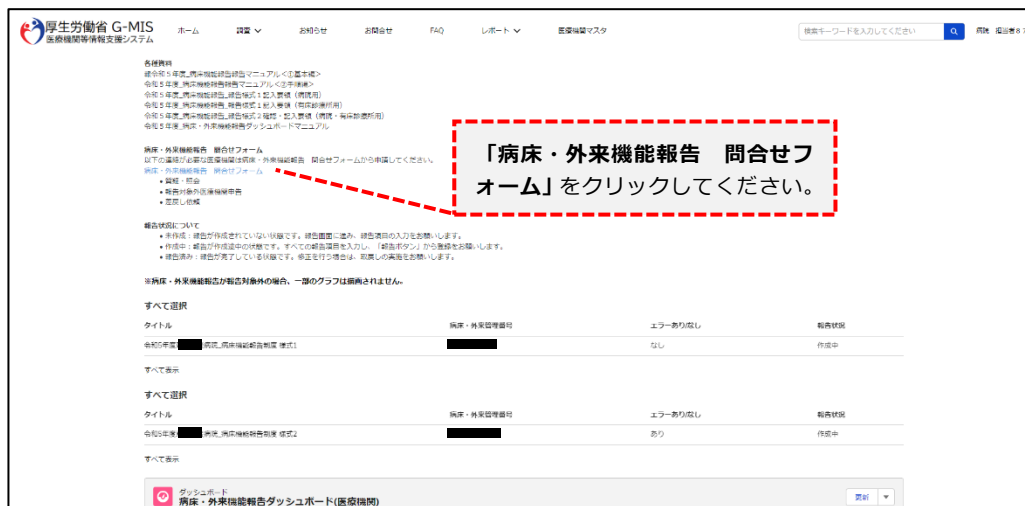 厚生労働省 G-MIS
医療機関等情報支援システム
ホーム 調査 お知らせ お問合せ FAQ レポート 医療機関マスタ 検索キーワードを入力してください 病院 担当者8
各種資料
令和5年度_病床機能報告報告マニュアル<①基本編>
令和5年度_病床機能報告報告マニュアル<②手順編>
令和5年度_病床機能報告_報告様式1記入要領（病院用）
令和5年度_病床機能報告_報告様式1記入要領（有床診療所用）
令和5年度_病床機能報告_報告様式2確認・記入要領（病院・有床診療所用）
令和5年度_病床・外来機能報告ダッシュボードマニュアル
病床・外来機能報告 問合せフォーム
以下の連絡が必要な医療機関は病床・外来機能報告 問合せフォームから申請してください。
病床・外来機能報告 問合せフォーム
• 質疑・照会
• 報告対象外医療機関申告
• 差戻し依頼
「病床・外来機能報告 問合せフ
ォーム」をクリックしてください。
報告状況について
• 未作成：報告が作成されていない状態です。報告画面に進み、報告項目の入力をお願いします。
• 作成中：報告が作成途中の状態です。すべての報告項目を入力し、「報告ボタン」から登録をお願いします。
• 報告済み：報告が完了している状態です。修正を行う場合は、取戻しの実施をお願いします。
※病床・外来機能報告が報告対象外の場合、一部のグラフは描画されません。
すべて選択
タイトル 病床・外来管理番号 エラーあり/なし 報告状況
令和5年度 病院_病床機能報告制度 様式1 なし 作成中
すべて表示
すべて選択
タイトル 病床・外来管理番号 エラーあり/なし 報告状況
令和5年度 病院_病床機能報告制度 様式2 あり 作成中
すべて表示
ダッシュボード
病床・外来機能報告ダッシュボード(医療機関) 更新